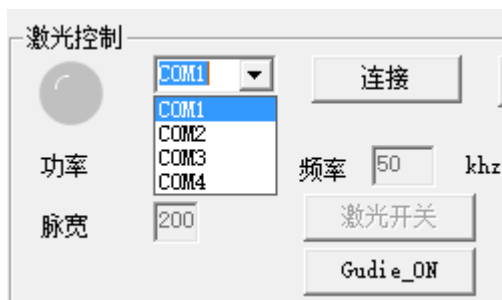 激光控制
COM1
连接
COM1
COM2
COM3
COM4
功率
频率 50 khz
脉宽 200
激光开关
Gudie_ON